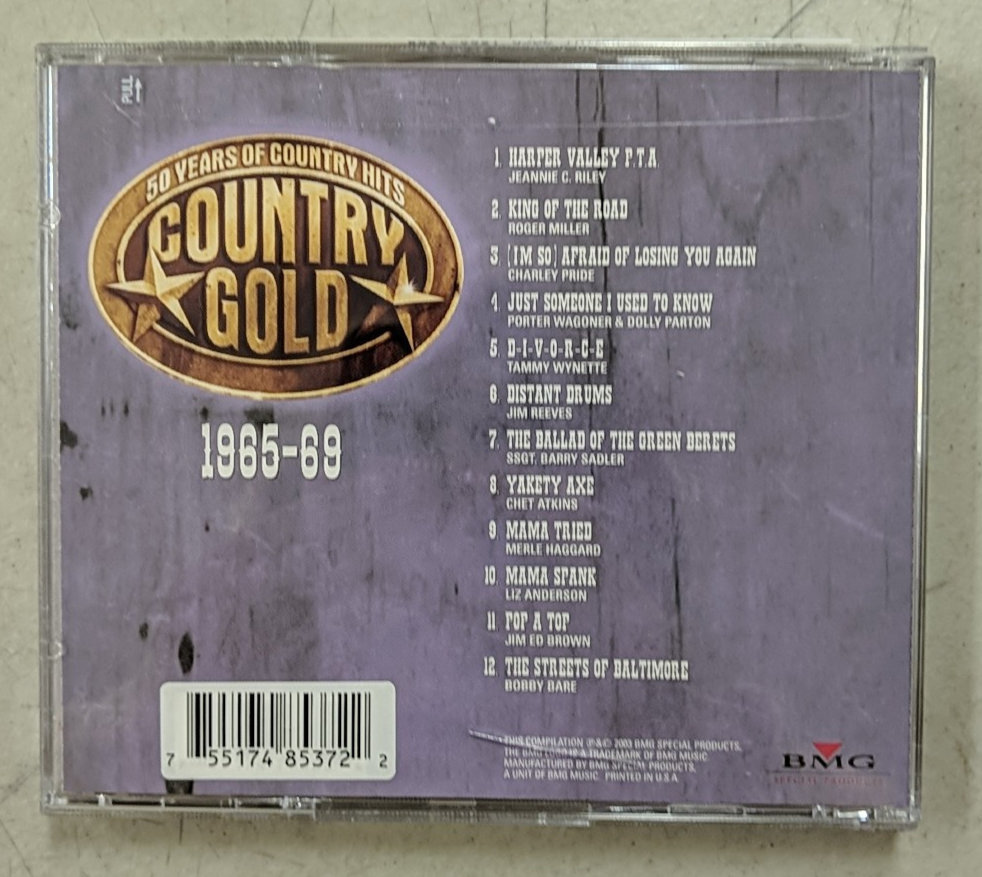 PULL
50 YEARS OF COUNTRY HITS
COUNTRY
GOLD
1965-69
1. HARPER VALLEY P.T.A.
JEANNIE C. RILEY
2. KING OF THE ROAD
ROGER MILLER
3. (I'M SO) AFRAID OF LOSING YOU AGAIN
CHARLEY PRIDE
4. JUST SOMEONE I USED TO KNOW
PORTER WAGONER & DOLLY PARTON
5. D-I-V-O-R-C-E
TAMMY WYNETTE
6. DISTANT DRUMS
JIM REEVES
7. THE BALLAD OF THE GREEN BERETS
SSGT. BARRY SADLER
8. YAKETY AXE
CHET ATKINS
9. MAMA TRIED
MERLE HAGGARD
10. MAMA SPANK
LIZ ANDERSON
11. POP A TOP
JIM ED BROWN
12. THE STREETS OF BALTIMORE
BOBBY BARE
7 55174 85372 2
THIS COMPILATION ℗&© 2003 BMG SPECIAL PRODUCTS,
THE BMG LOGO IS A TRADEMARK OF BMG MUSIC
MANUFACTURED BY BMG SPECIAL PRODUCTS,
A UNIT OF BMG MUSIC. PRINTED IN U.S.A.
BMG
SPECIAL PRODUCTS